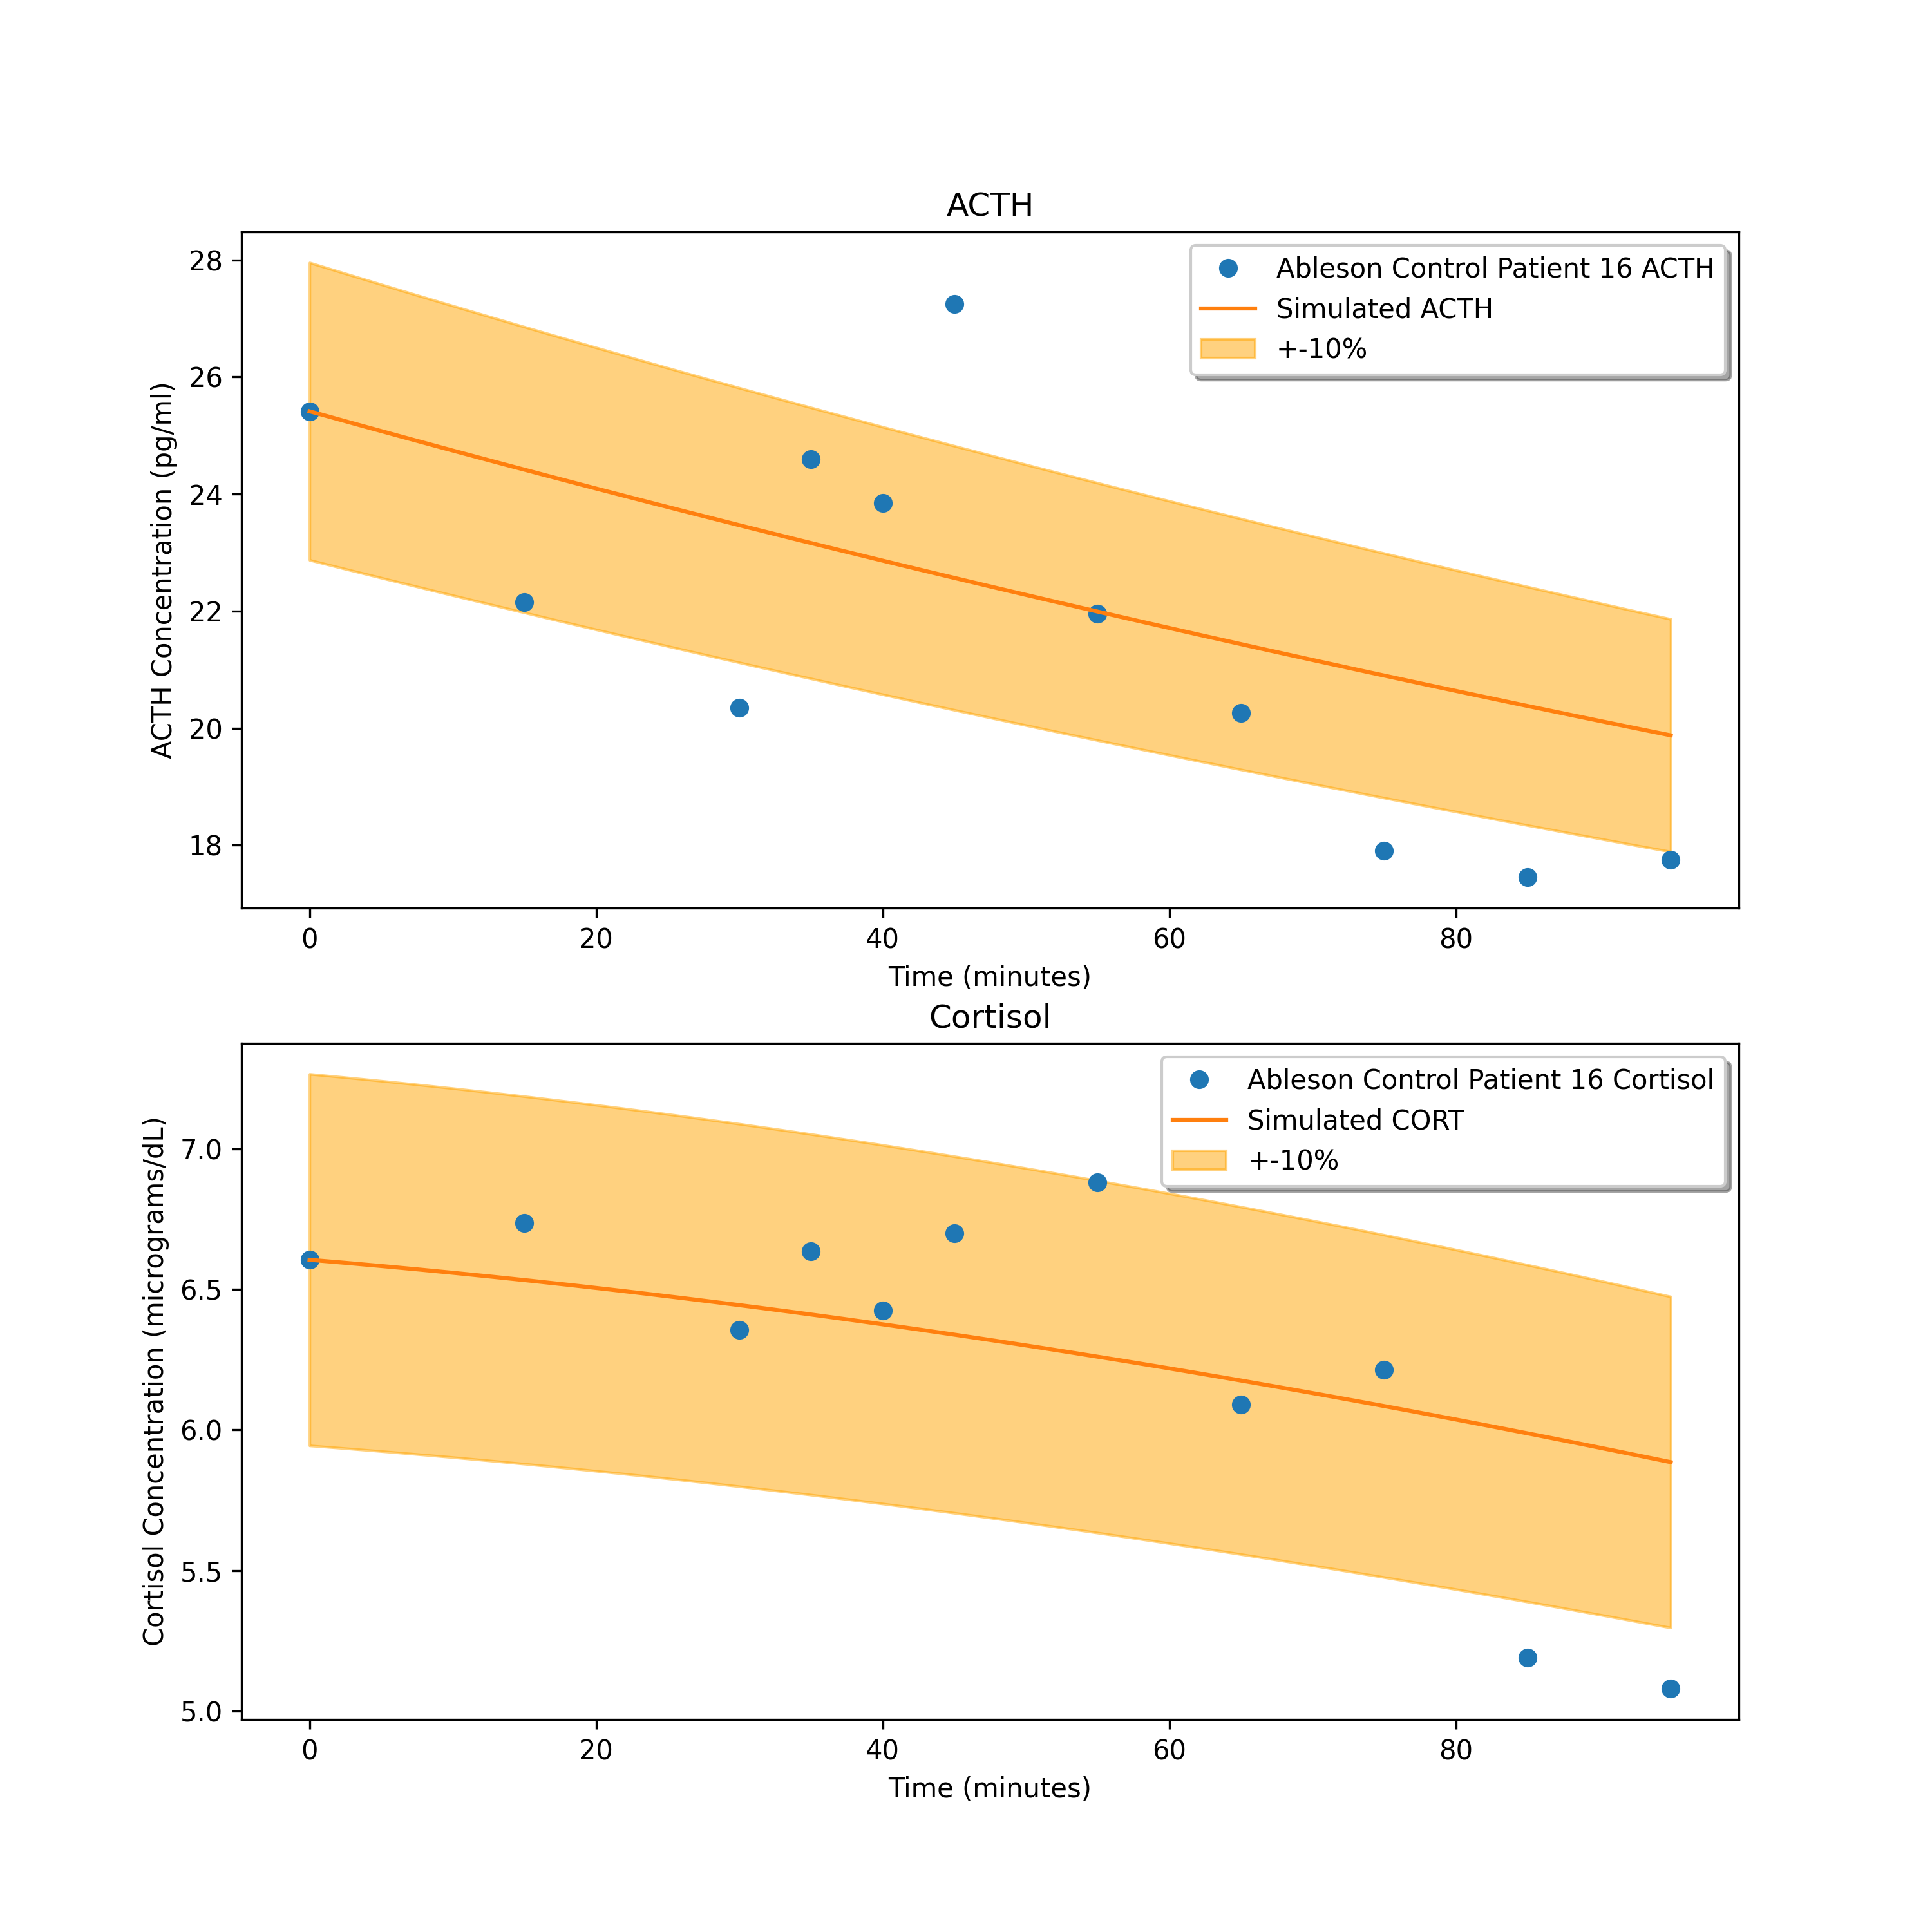 ACTH
28
26
24
22
20
18
ACTH Concentration (pg/ml)
Ableson Control Patient 16 ACTH
Simulated ACTH
+-10%
0 20 40 60 80
Time (minutes)
Cortisol
7.0
6.5
6.0
5.5
5.0
Cortisol Concentration (micrograms/dL)
Ableson Control Patient 16 Cortisol
Simulated CORT
+-10%
0 20 40 60 80
Time (minutes)